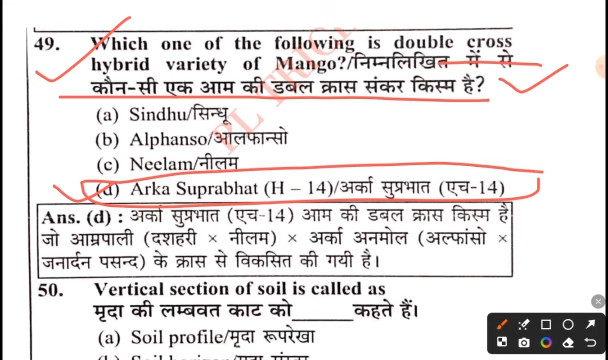 49. Which one of the following is double cross
hybrid variety of Mango?/निम्नलिखित में से
कौन-सी एक आम की डबल क्रास संकर किस्म है?
(a) Sindhu/सिन्धू
(b) Alphanso/आलफान्सो
(c) Neelam/नीलम
(d) Arka Suprabhat (H – 14)/अर्का सुप्रभात (एच-14)
Ans. (d) : अर्का सुप्रभात (एच-14) आम की डबल क्रास किस्म है
जो आम्रपाली (दशहरी × नीलम) × अर्का अनमोल (अल्फांसो ×
जनार्दन पसन्द) के क्रास से विकसित की गयी है।
50. Vertical section of soil is called as
मृदा की लम्बवत काट को______कहते हैं।
(a) Soil profile/मृदा रूपरेखा